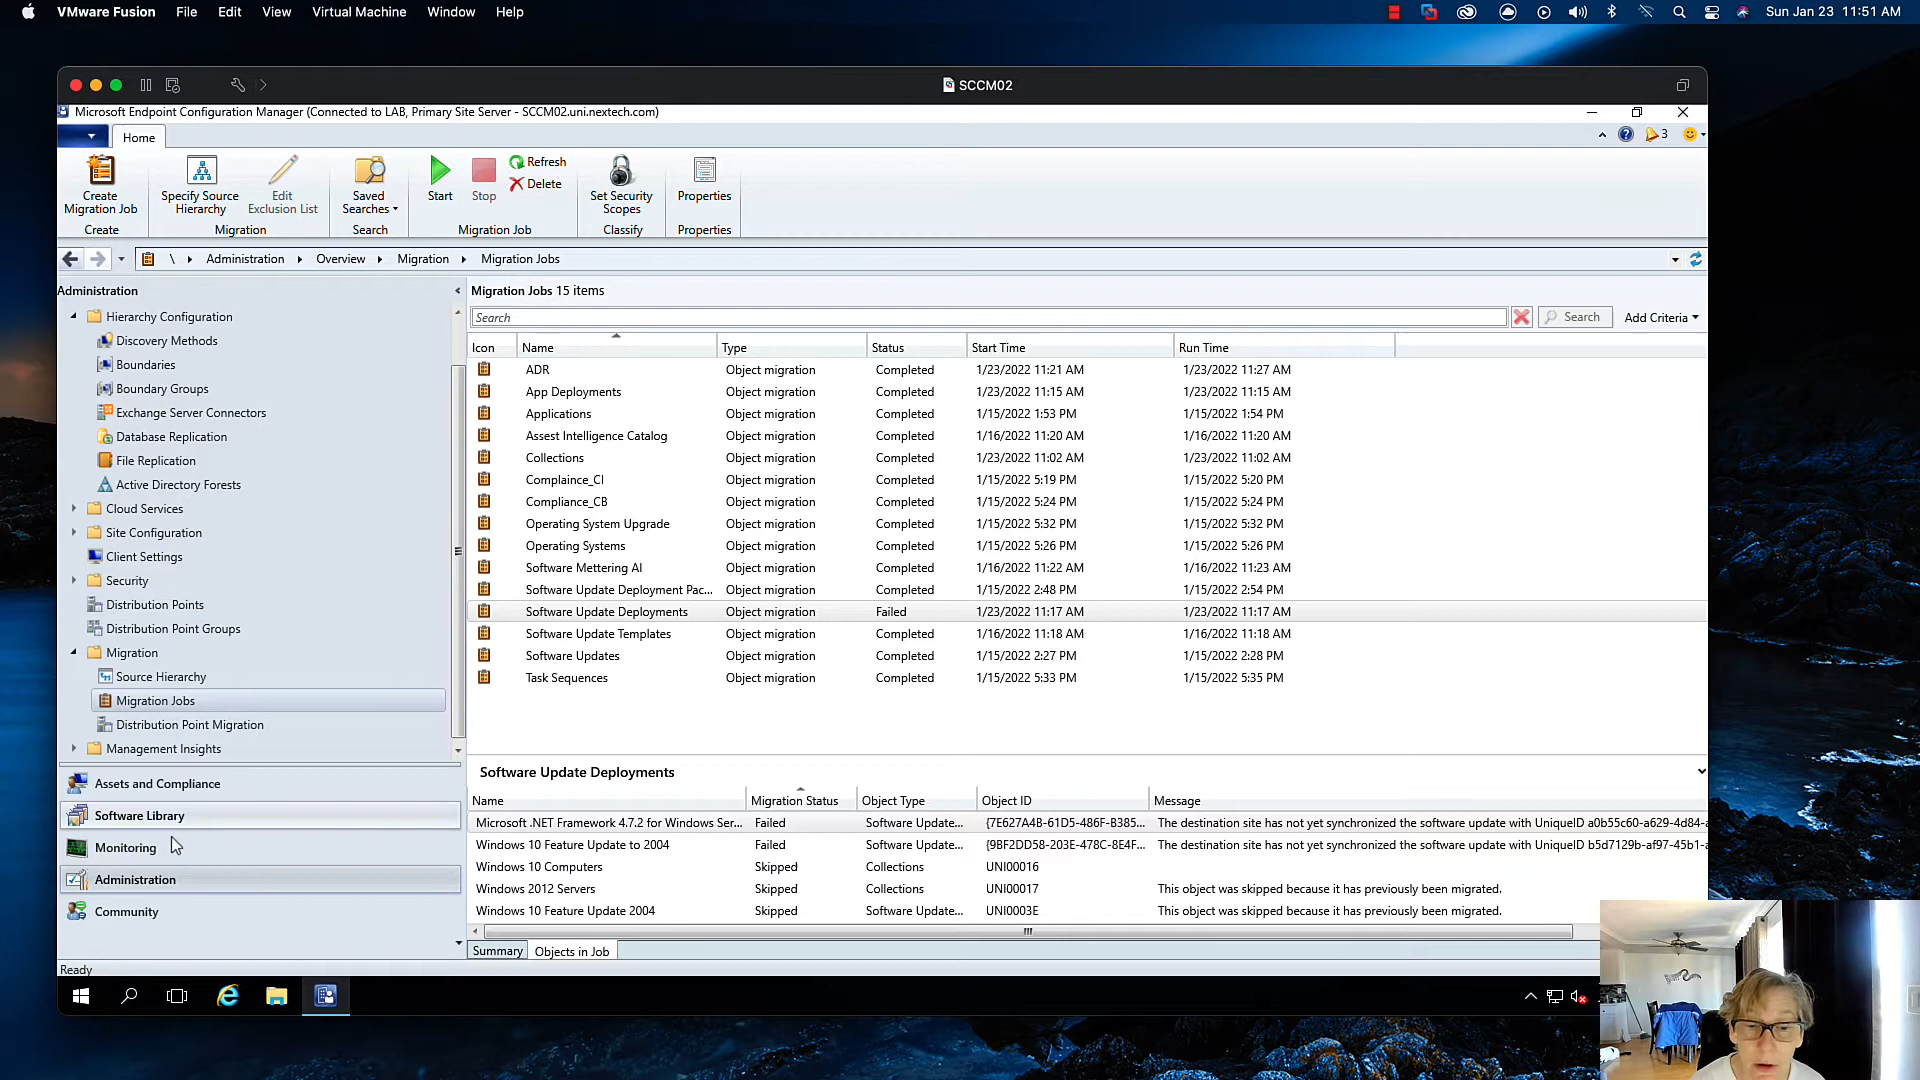 VMware Fusion File Edit View Virtual Machine Window Help Sun Jan 23 11:51 AM
SCCM02
Microsoft Endpoint Configuration Manager (Connected to LAB, Primary Site Server - SCCM02.uni.nextech.com)
Home 3
Create Migration Job
Specify Source Hierarchy
Edit Exclusion List
Saved Searches
Start
Stop
Refresh
Delete
Set Security Scopes
Properties
Create Migration Search Migration Job Classify Properties
\ Administration Overview Migration Migration Jobs
Administration
Hierarchy Configuration
Discovery Methods
Boundaries
Boundary Groups
Exchange Server Connectors
Database Replication
File Replication
Active Directory Forests
Cloud Services
Site Configuration
Client Settings
Security
Distribution Points
Distribution Point Groups
Migration
Source Hierarchy
Migration Jobs
Distribution Point Migration
Management Insights
Assets and Compliance
Software Library
Monitoring
Administration
Community
Migration Jobs 15 items
Search Search Add Criteria
Icon Name Type Status Start Time Run Time
ADR Object migration Completed 1/23/2022 11:21 AM 1/23/2022 11:27 AM
App Deployments Object migration Completed 1/23/2022 11:15 AM 1/23/2022 11:15 AM
Applications Object migration Completed 1/15/2022 1:53 PM 1/15/2022 1:54 PM
Assest Intelligence Catalog Object migration Completed 1/16/2022 11:20 AM 1/16/2022 11:20 AM
Collections Object migration Completed 1/23/2022 11:02 AM 1/23/2022 11:02 AM
Complaince_CI Object migration Completed 1/15/2022 5:19 PM 1/15/2022 5:20 PM
Compliance_CB Object migration Completed 1/15/2022 5:24 PM 1/15/2022 5:24 PM
Operating System Upgrade Object migration Completed 1/15/2022 5:32 PM 1/15/2022 5:32 PM
Operating Systems Object migration Completed 1/15/2022 5:26 PM 1/15/2022 5:26 PM
Software Mettering AI Object migration Completed 1/16/2022 11:22 AM 1/16/2022 11:23 AM
Software Update Deployment Pac... Object migration Completed 1/15/2022 2:48 PM 1/15/2022 2:54 PM
Software Update Deployments Object migration Failed 1/23/2022 11:17 AM 1/23/2022 11:17 AM
Software Update Templates Object migration Completed 1/16/2022 11:18 AM 1/16/2022 11:18 AM
Software Updates Object migration Completed 1/15/2022 2:27 PM 1/15/2022 2:28 PM
Task Sequences Object migration Completed 1/15/2022 5:33 PM 1/15/2022 5:35 PM
Software Update Deployments
Name Migration Status Object Type Object ID Message
Microsoft .NET Framework 4.7.2 for Windows Ser... Failed Software Update... {7E627A4B-61D5-486F-B385... The destination site has not yet synchronized the software update with UniqueID a0b55c60-a629-4d84-a
Windows 10 Feature Update to 2004 Failed Software Update... {9BF2DD58-203E-478C-8E4F... The destination site has not yet synchronized the software update with UniqueID b5d7129b-af97-45b1-a
Windows 10 Computers Skipped Collections UNI00016
Windows 2012 Servers Skipped Collections UNI00017 This object was skipped because it has previously been migrated.
Windows 10 Feature Update 2004 Skipped Software Update... UNI0003E This object was skipped because it has previously been migrated.
Summary Objects in Job
Ready